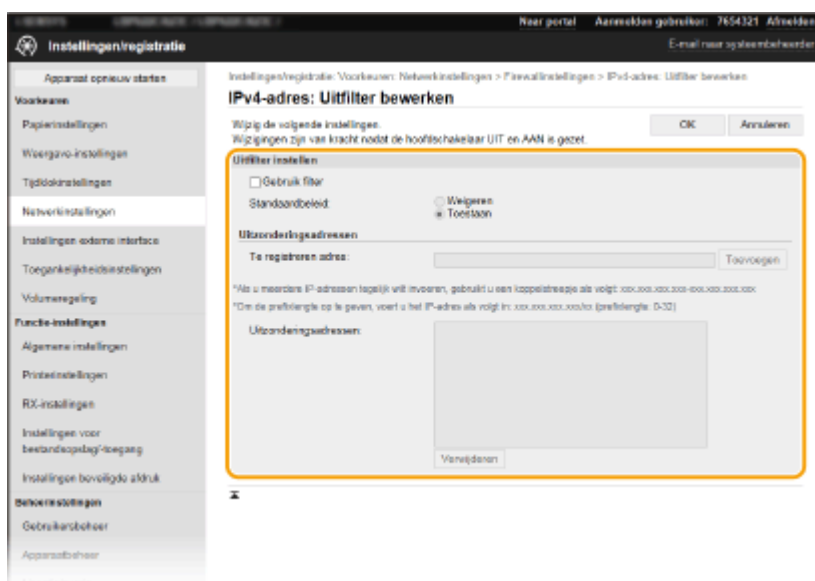 Naar portal Aanmelden gebruiker: 7654321 Afmelden
Instellingen/registratie
E-mail naar systeembeheerder
Apparaat opnieuw starten
Voorkeuren
Papierinstellingen
Weergave-instellingen
Tijdklokinstellingen
Netwerkinstellingen
Instellingen externe interface
Toegankelijkheidsinstellingen
Volumeregeling
Functie-instellingen
Algemene instellingen
Printerinstellingen
RX-instellingen
Instellingen voor
bestandsopslag/-toegang
Instellingen beveiligde afdruk
Beheerinstellingen
Gebruikersbeheer
Apparaatbeheer
Instellingen/registratie: Voorkeuren: Netwerkinstellingen > Firewallinstellingen > IPv4-adres: Uitfilter bewerken
IPv4-adres: Uitfilter bewerken
Wijzig de volgende instellingen.
Wijzigingen zijn van kracht nadat de hoofdschakelaar UIT en AAN is gezet.
OK Annuleren
Uitfilter instellen
Gebruik filter
Standaardbeleid: Weigeren
Toestaan
Uitzonderingsadressen
Te registreren adres: Toevoegen
*Als u meerdere IP-adressen tegelijk wilt invoeren, gebruikt u een koppelstreepje als volgt: xxx.xxx.xxx.xxx-xxx.xxx.xxx.xxx
*Om de prefixlengte op te geven, voert u het IP-adres als volgt in: xxx.xxx.xxx.xxx/xx (prefixlengte: 0-32)
Uitzonderingsadressen:
Verwijderen